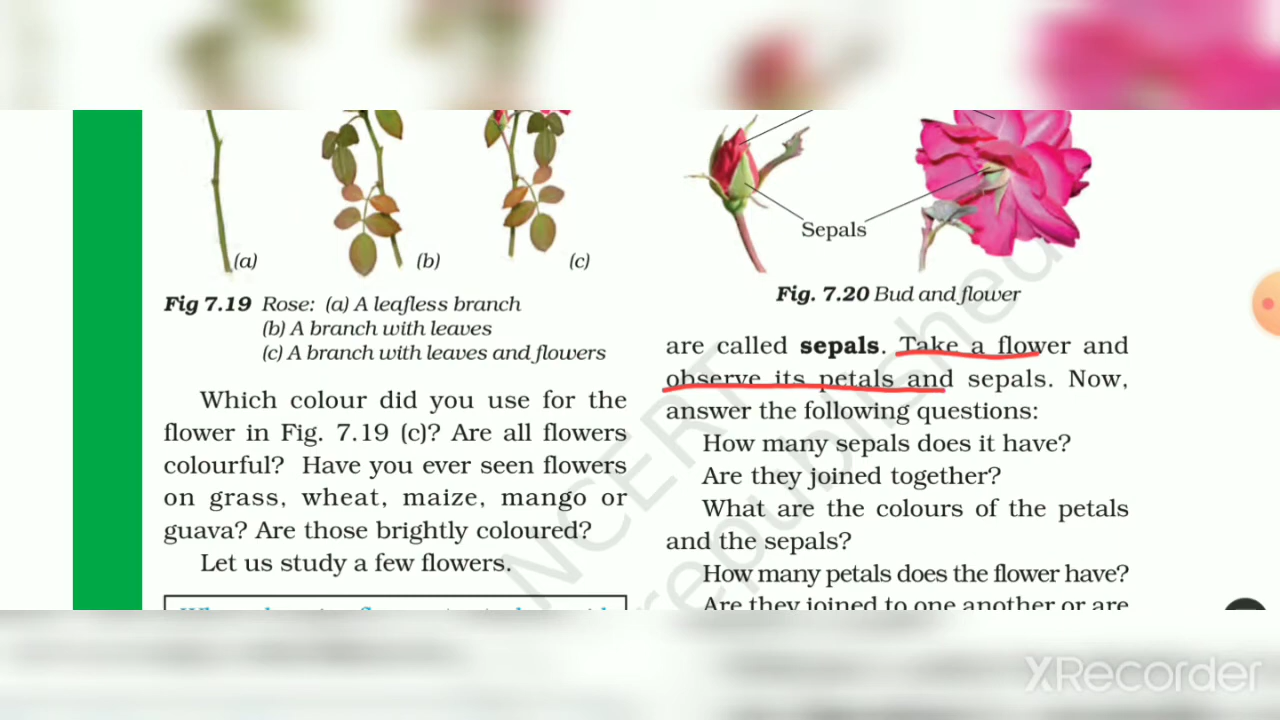 (a)
(b)
(c)
Fig 7.19 Rose: (a) A leafless branch
(b) A branch with leaves
(c) A branch with leaves and flowers
Which colour did you use for the
flower in Fig. 7.19 (c)? Are all flowers
colourful? Have you ever seen flowers
on grass, wheat, maize, mango or
guava? Are those brightly coloured?
Let us study a few flowers.
Sepals
Fig. 7.20 Bud and flower
are called sepals. Take a flower and
observe its petals and sepals. Now,
answer the following questions:
How many sepals does it have?
Are they joined together?
What are the colours of the petals
and the sepals?
How many petals does the flower have?
Are they joined to one another or are
NCERT
republished
XRecorder